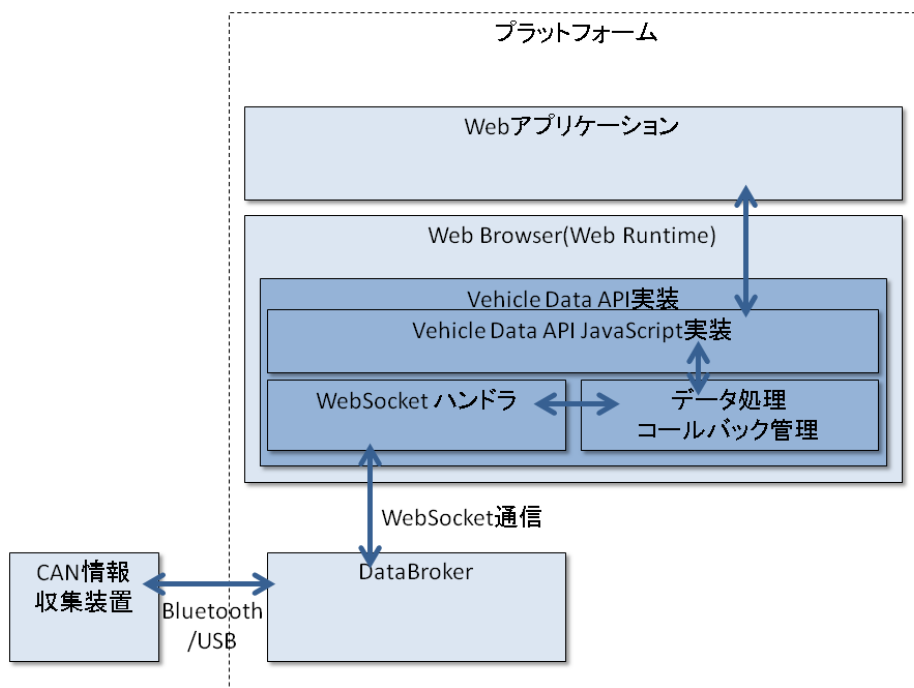 プラットフォーム
Webアプリケーション
Web Browser(Web Runtime)
Vehicle Data API実装
Vehicle Data API JavaScript実装
WebSocket ハンドラ
データ処理
コールバック管理
WebSocket通信
CAN情報
収集装置
Bluetooth
/USB
DataBroker